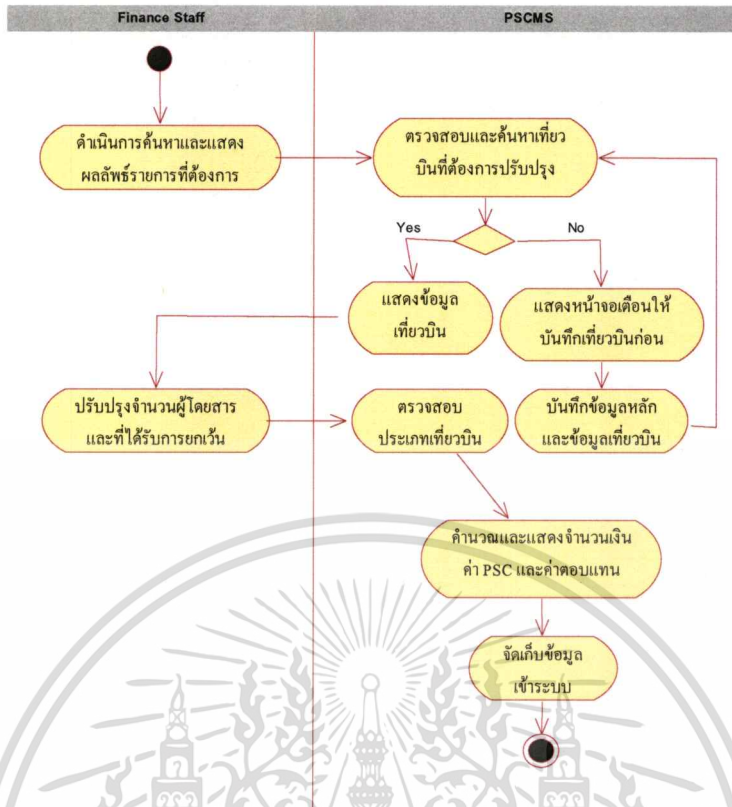 Finance Staff
PSCMS
ดำเนินการค้นหาและแสดง
ผลลัพธ์รายการที่ต้องการ
ตรวจสอบและค้นหาเที่ยว
บินที่ต้องการปรับปรุง
Yes
No
แสดงข้อมูล
เที่ยวบิน
แสดงหน้าจอเตือนให้
บันทึกเที่ยวบินก่อน
ปรับปรุงจำนวนผู้โดยสาร
และที่ได้รับการยกเว้น
ตรวจสอบ
ประเภทเที่ยวบิน
บันทึกข้อมูลหลัก
และข้อมูลเที่ยวบิน
คำนวณและแสดงจำนวนเงิน
ค่า PSC และค่าตอบแทน
จัดเก็บข้อมูล
เข้าระบบ